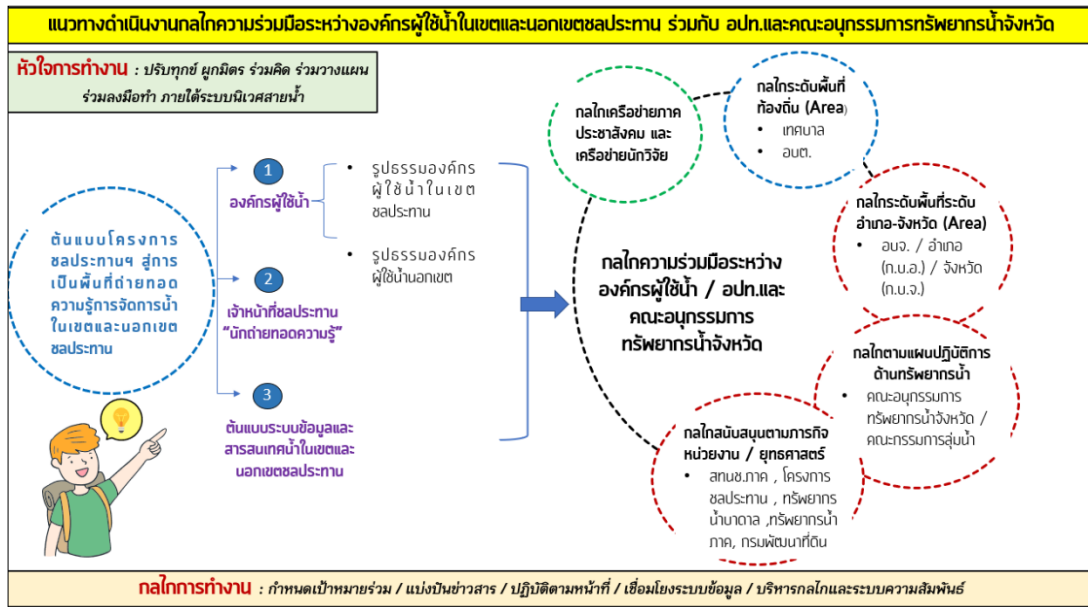 แนวทางดำเนินงานกลไกความร่วมมือระหว่างองค์กรผู้ใช้น้ำในเขตและนอกเขตชลประทาน ร่วมกับ อปท.และคณะอนุกรรมการทรัพยากรน้ำจังหวัด
หัวใจการทำงาน : ปรับทุกข์ ผูกมิตร ร่วมคิด ร่วมวางแผน
ร่วมลงมือทำ ภายใต้ระบบนิเวศสายน้ำ
ต้นแบบโครงการ
ชลประทานฯ สู่การ
เป็นพื้นที่ถ่ายทอด
ความรู้การจัดการน้ำ
ในเขตและนอกเขต
ชลประทาน
1
องค์กรผู้ใช้น้ำ
• รูปธรรมองค์กร
ผู้ใช้น้ำในเขต
ชลประทาน
• รูปธรรมองค์กร
ผู้ใช้น้ำนอกเขต
2
เจ้าหน้าที่ชลประทาน
“นักถ่ายทอดความรู้”
3
ต้นแบบระบบข้อมูลและ
สารสนเทศน้ำในเขตและ
นอกเขตชลประทาน
กลไกความร่วมมือระหว่าง
องค์กรผู้ใช้น้ำ / อปท.และ
คณะอนุกรรมการ
ทรัพยากรน้ำจังหวัด
กลไกเครือข่ายภาค
ประชาสังคม และ
เครือข่ายนักวิจัย
กลไกระดับพื้นที่
ท้องถิ่น (Area)
• เทศบาล
• อบต.
กลไกระดับพื้นที่ระดับ
อำเภอ-จังหวัด (Area)
• อบจ. / อำเภอ
(ก.บ.อ.) / จังหวัด
(ก.บ.จ.)
กลไกตามแผนปฏิบัติการ
ด้านทรัพยากรน้ำ
• คณะอนุกรรมการ
ทรัพยากรน้ำจังหวัด /
คณะกรรมการลุ่มน้ำ
กลไกสนับสนุนตามภารกิจ
หน่วยงาน / ยุทธศาสตร์
• สทนช.ภาค , โครงการ
ชลประทาน , ทรัพยากร
น้ำบาดาล ,ทรัพยากรน้ำ
ภาค, กรมพัฒนาที่ดิน
กลไกการทำงาน : กำหนดเป้าหมายร่วม / แบ่งปันข่าวสาร / ปฏิบัติตามหน้าที่ / เชื่อมโยงระบบข้อมูล / บริหารกลไกและระบบความสัมพันธ์